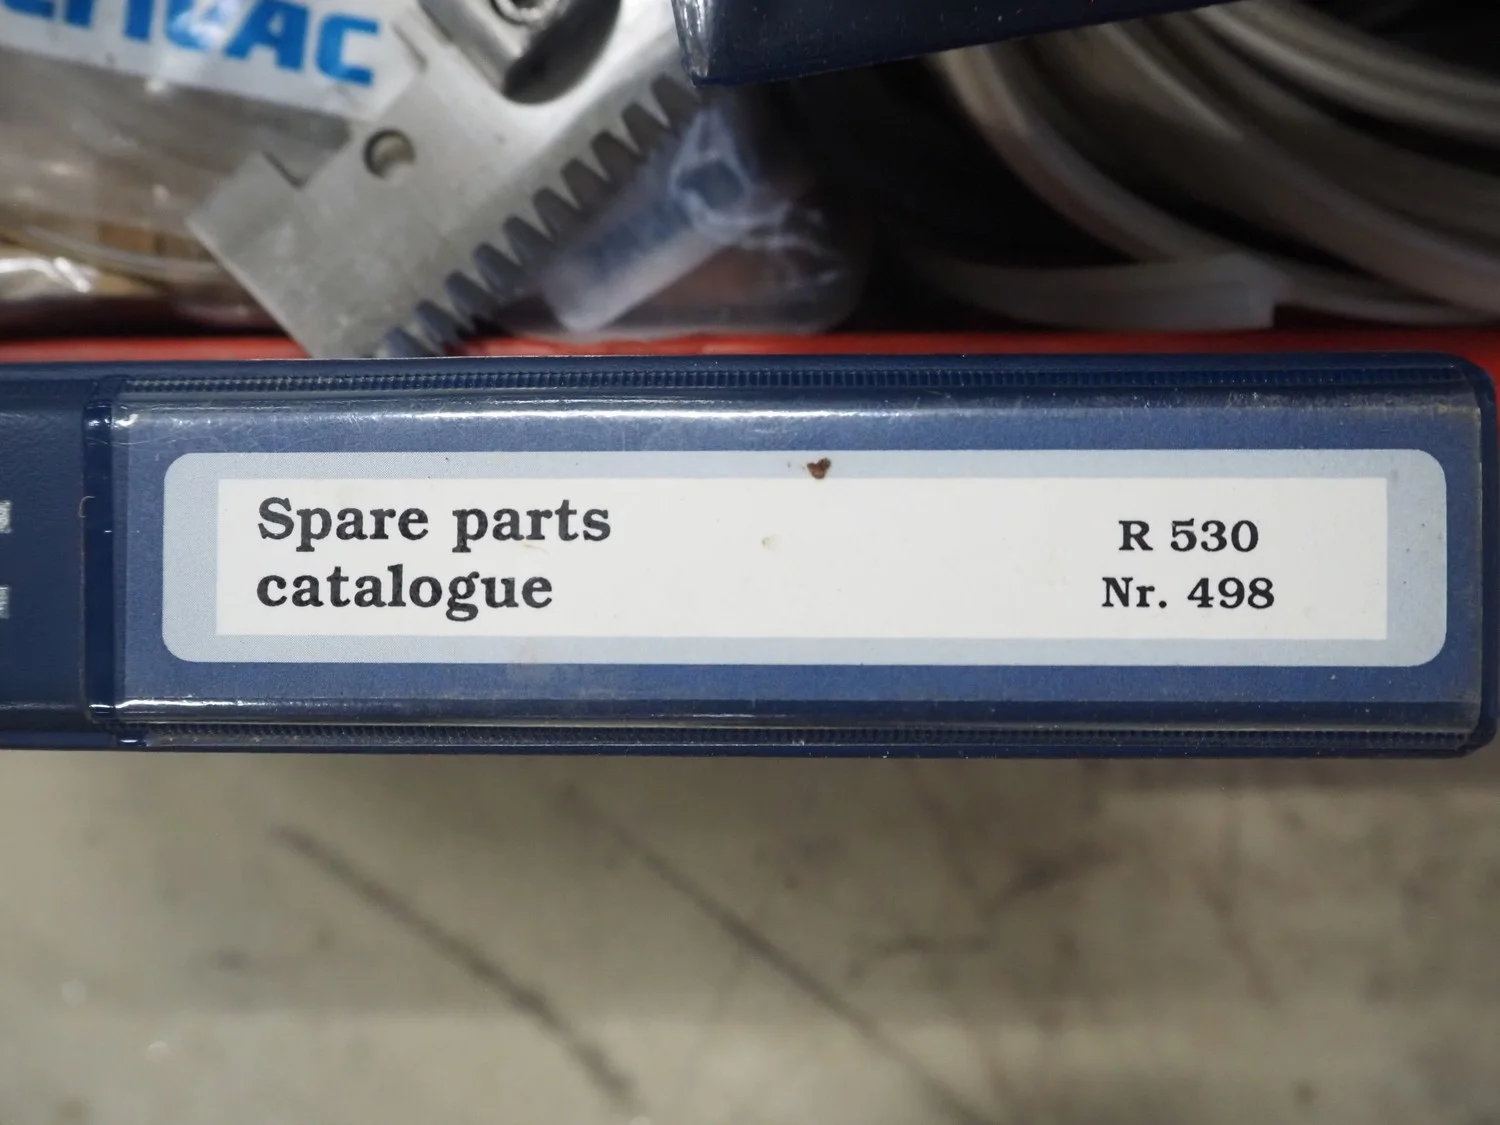 Spare parts
catalogue
R 530
Nr. 498